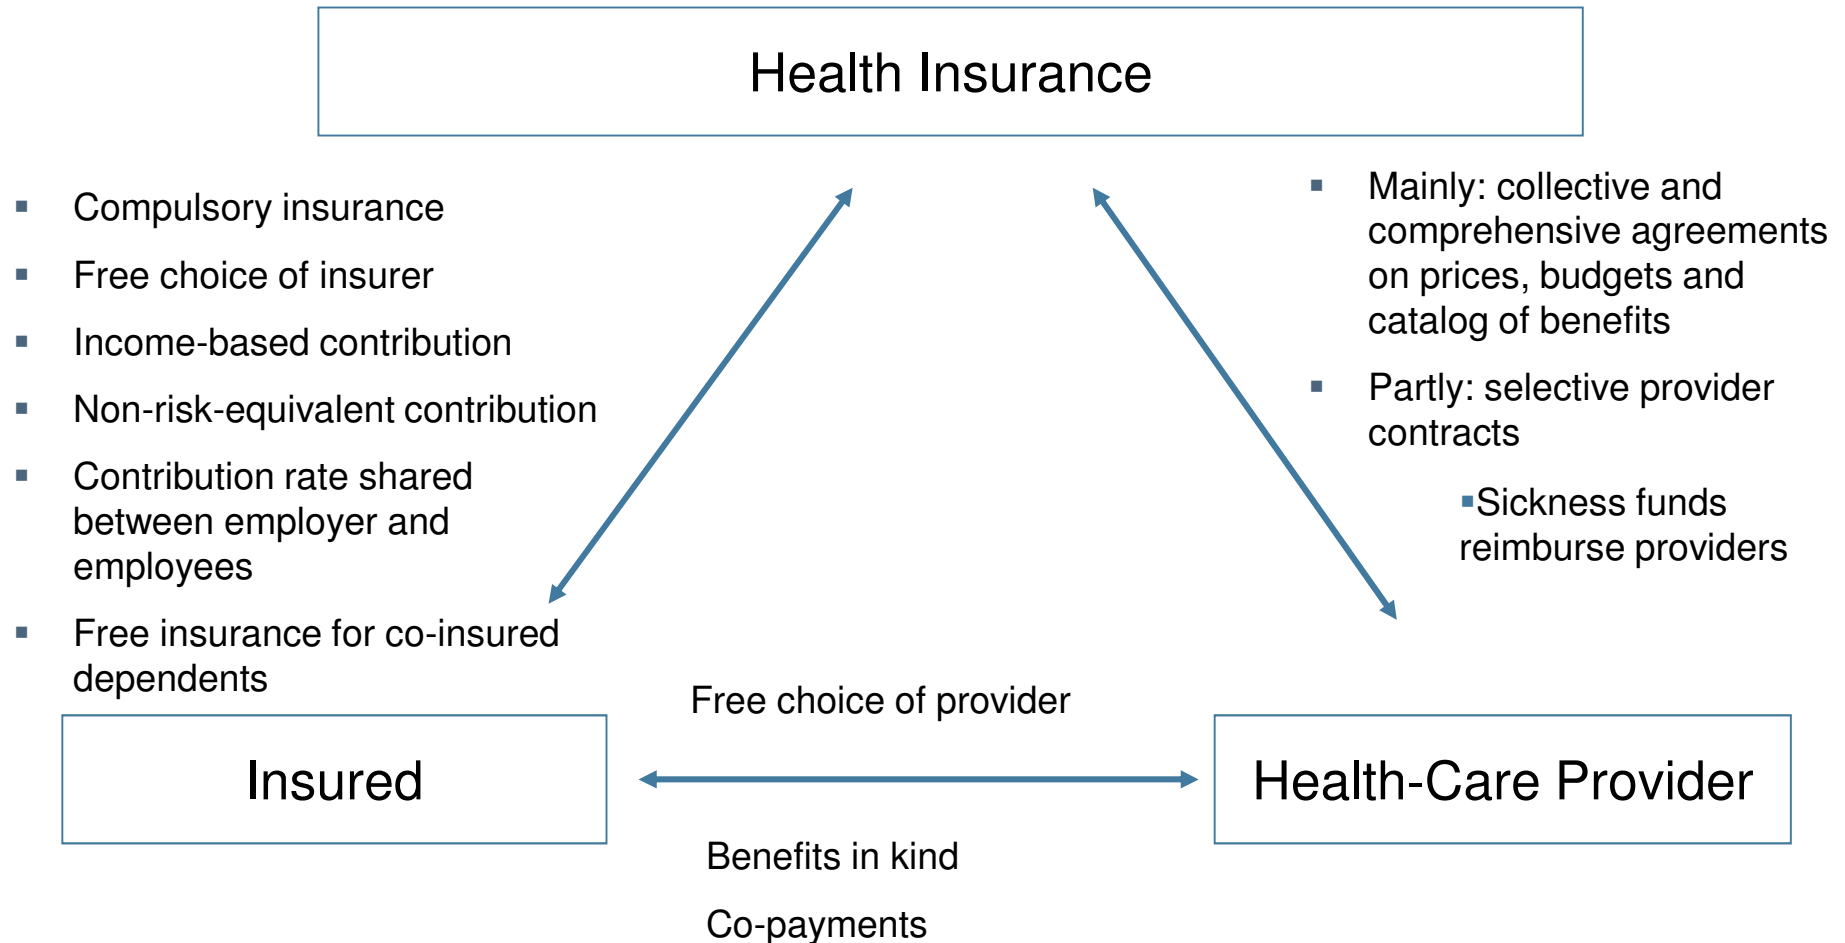 Health Insurance
▪ Compulsory insurance
▪ Free choice of insurer
▪ Income-based contribution
▪ Non-risk-equivalent contribution
▪ Contribution rate shared
between employer and
employees
▪ Free insurance for co-insured
dependents
▪ Mainly: collective and
comprehensive agreements
on prices, budgets and
catalog of benefits
▪ Partly: selective provider
contracts
▪Sickness funds
reimburse providers
Free choice of provider
Insured
Health-Care Provider
Benefits in kind
Co-payments